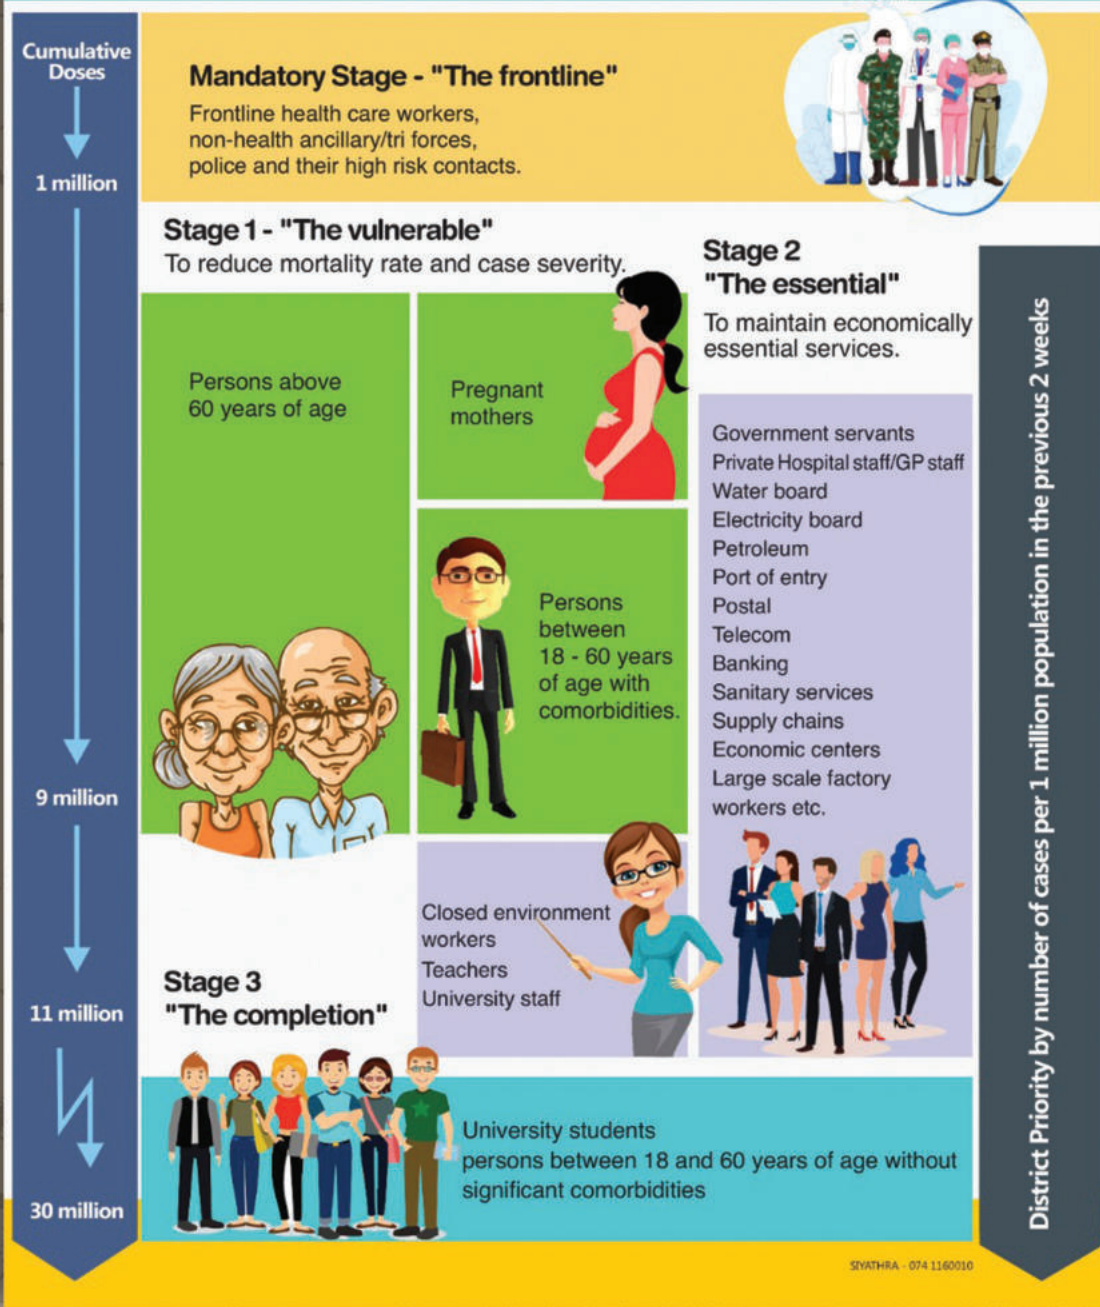 Cumulative
Doses
1 million
9 million
11 million
30 million
Mandatory Stage - "The frontline"
Frontline health care workers,
non-health ancillary/tri forces,
police and their high risk contacts.
Stage 1 - "The vulnerable"
To reduce mortality rate and case severity.
Persons above
60 years of age
Pregnant
mothers
Persons
between
18 - 60 years
of age with
comorbidities.
Stage 2
"The essential"
To maintain economically
essential services.
Government servants
Private Hospital staff/GP staff
Water board
Electricity board
Petroleum
Port of entry
Postal
Telecom
Banking
Sanitary services
Supply chains
Economic centers
Large scale factory
workers etc.
Closed environment
workers
Teachers
University staff
Stage 3
"The completion"
University students
persons between 18 and 60 years of age without
significant comorbidities
District Priority by number of cases per 1 million population in the previous 2 weeks
SIYATHRA - 074 1160010